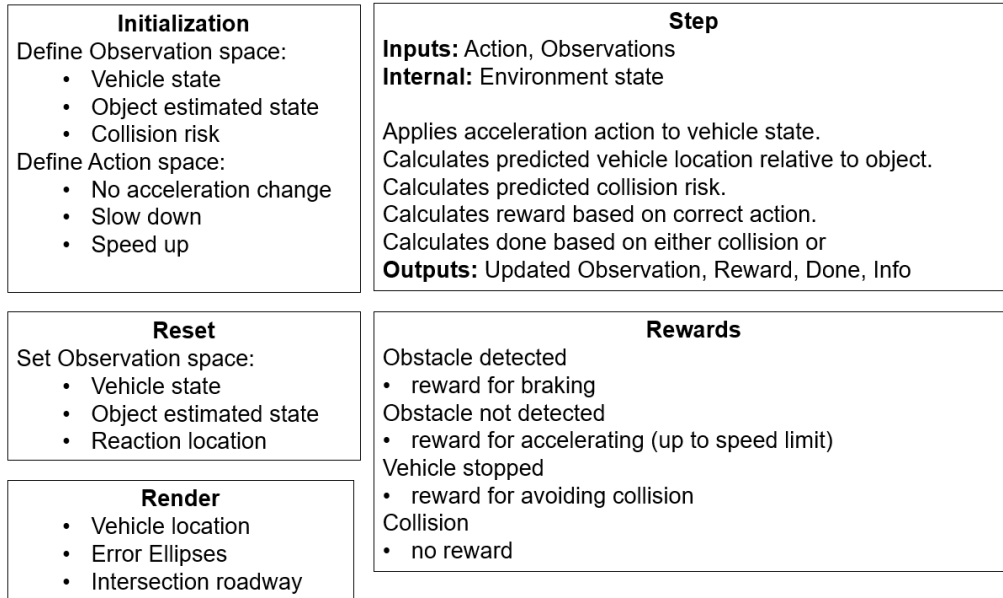 Initialization
Define Observation space:
• Vehicle state
• Object estimated state
• Collision risk
Define Action space:
• No acceleration change
• Slow down
• Speed up
Step
Inputs: Action, Observations
Internal: Environment state
Applies acceleration action to vehicle state.
Calculates predicted vehicle location relative to object.
Calculates predicted collision risk.
Calculates reward based on correct action.
Calculates done based on either collision or
Outputs: Updated Observation, Reward, Done, Info
Reset
Set Observation space:
• Vehicle state
• Object estimated state
• Reaction location
Rewards
Obstacle detected
• reward for braking
Obstacle not detected
• reward for accelerating (up to speed limit)
Vehicle stopped
• reward for avoiding collision
Collision
• no reward
Render
• Vehicle location
• Error Ellipses
• Intersection roadway